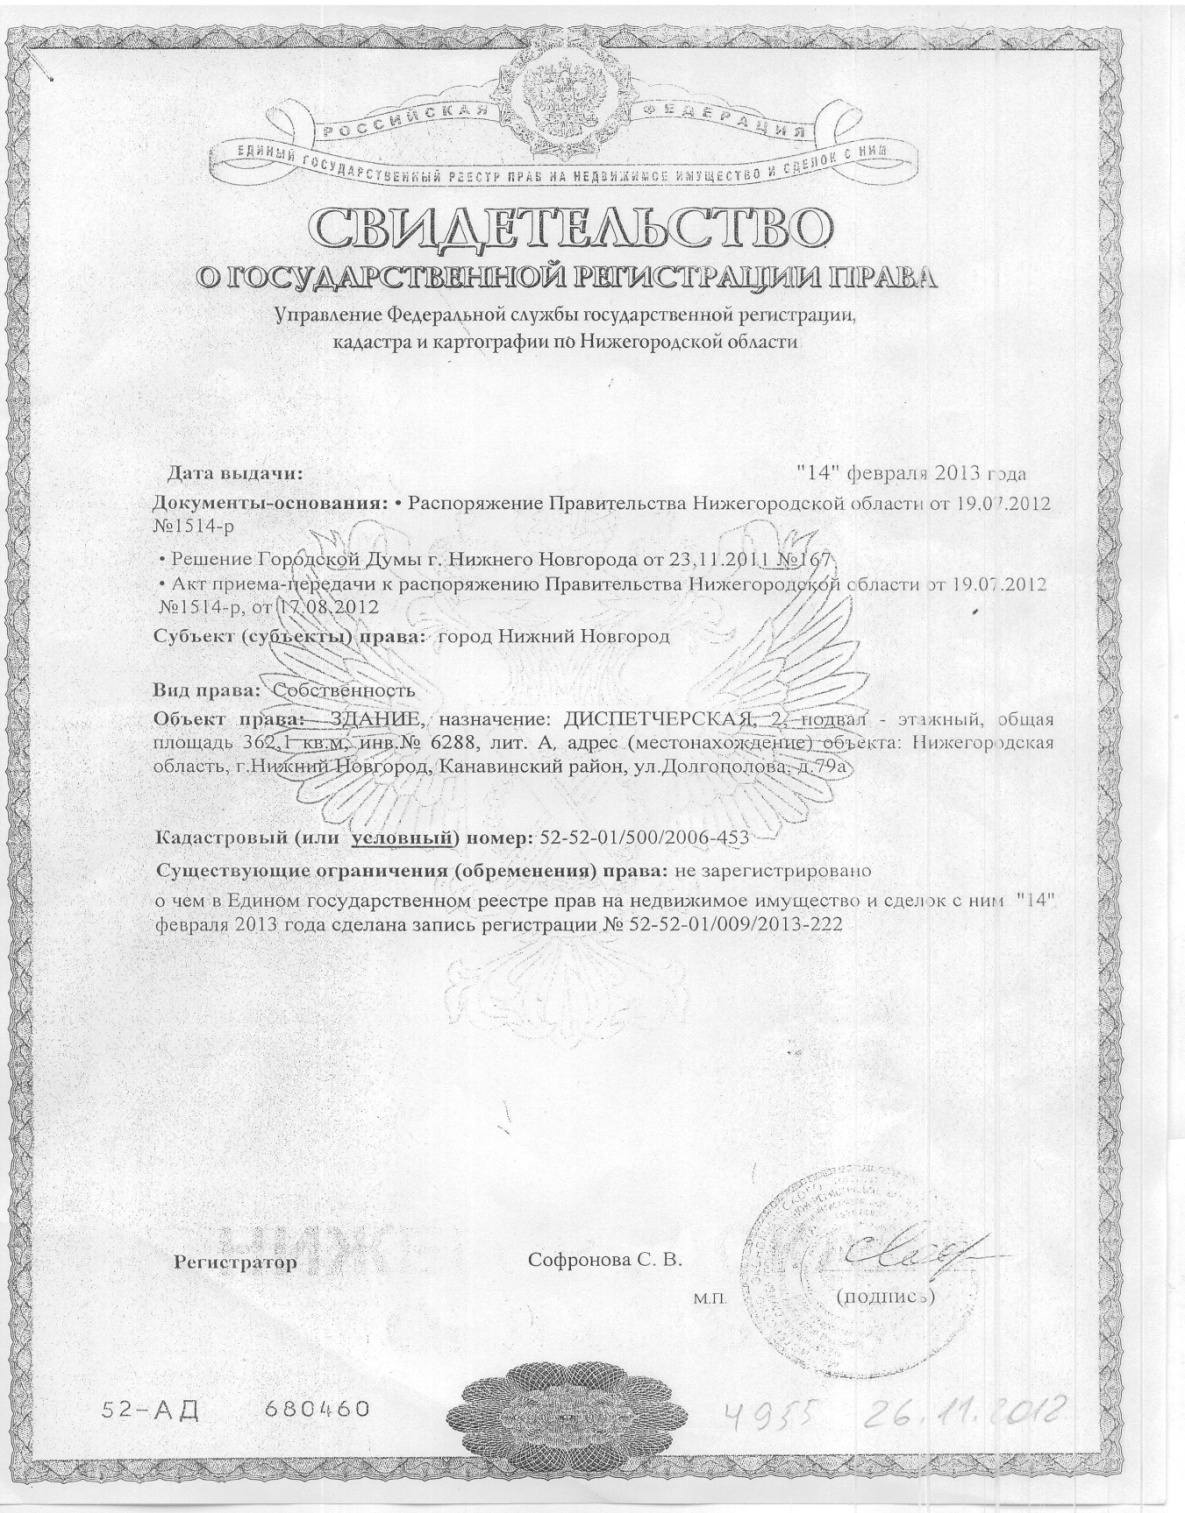 РОССИЙСКАЯ ФЕДЕРАЦИЯ
ЕДИНЫЙ ГОСУДАРСТВЕННЫЙ РЕЕСТР ПРАВ НА НЕДВИЖИМОЕ ИМУЩЕСТВО И СДЕЛОК С НИМ
СВИДЕТЕЛЬСТВО
О ГОСУДАРСТВЕННОЙ РЕГИСТРАЦИИ ПРАВА
Управление Федеральной службы государственной регистрации,
кадастра и картографии по Нижегородской области
Дата выдачи: "14" февраля 2013 года
Документы-основания: • Распоряжение Правительства Нижегородской области от 19.07.2012
№1514-р
• Решение Городской Думы г. Нижнего Новгорода от 23.11.2011 №167
• Акт приема-передачи к распоряжению Правительства Нижегородской области от 19.07.2012
№1514-р, от 17.08.2012
Субъект (субъекты) права: город Нижний Новгород
Вид права: Собственность
Объект права: ЗДАНИЕ, назначение: ДИСПЕТЧЕРСКАЯ, 2, подвал - этажный, общая
площадь 362,1 кв.м, инв.№ 6288, лит. А, адрес (местонахождение) объекта: Нижегородская
область, г.Нижний Новгород, Канавинский район, ул.Долгополова, д.79а
Кадастровый (или условный) номер: 52-52-01/500/2006-453
Существующие ограничения (обременения) права: не зарегистрировано
о чем в Едином государственном реестре прав на недвижимое имущество и сделок с ним "14"
февраля 2013 года сделана запись регистрации № 52-52-01/009/2013-222
Регистратор Софронова С. В.
М.П. (подпись)
52-АД 680460 4955 26.11.2012